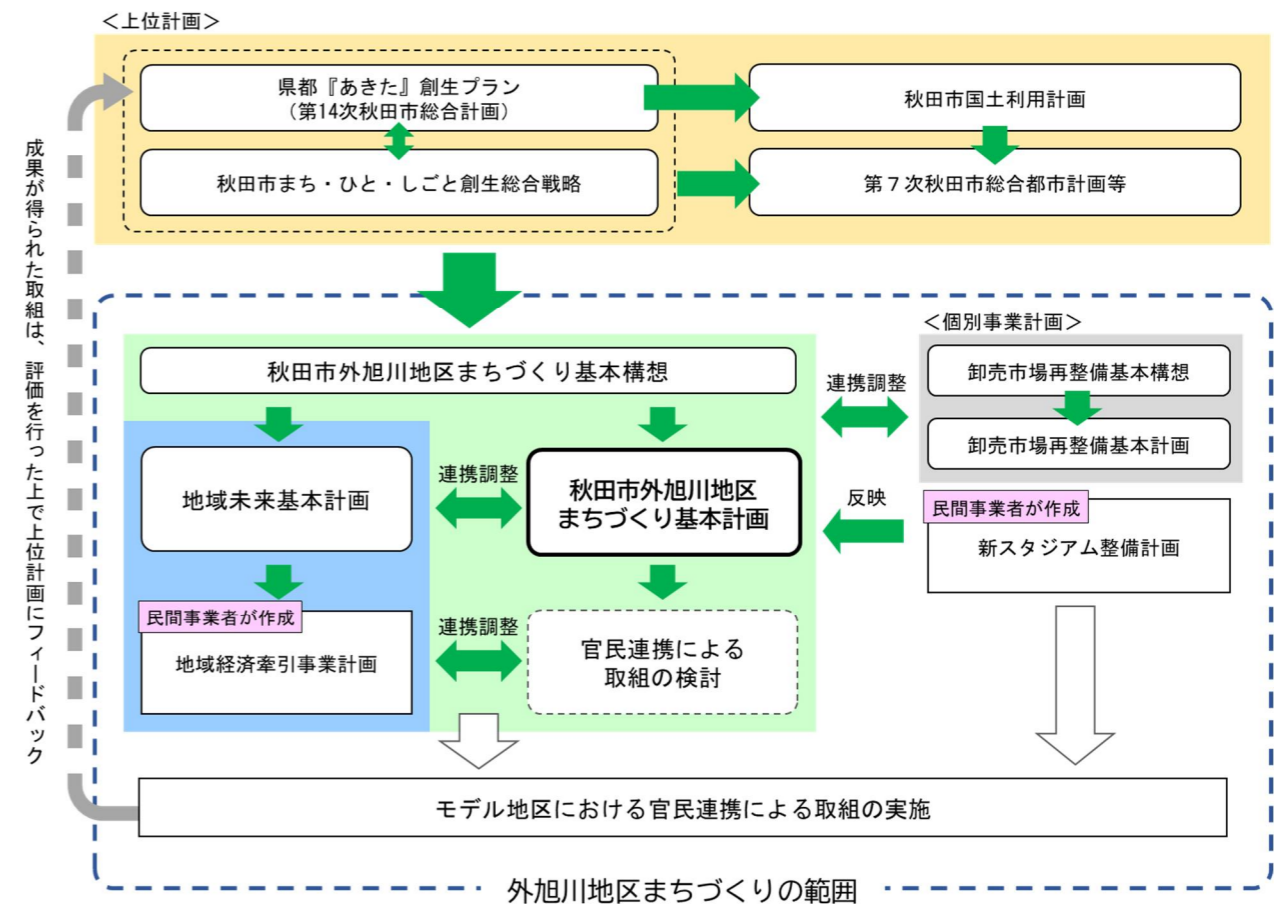 ＜上位計画＞
県都『あきた』創生プラン
（第14次秋田市総合計画）
秋田市国土利用計画
秋田市まち・ひと・しごと創生総合戦略
第７次秋田市総合都市計画等
成果が得られた取組は、評価を行った上で上位計画にフィードバック
秋田市外旭川地区まちづくり基本構想
連携調整
＜個別事業計画＞
卸売市場再整備基本構想
卸売市場再整備基本計画
地域未来基本計画
連携調整
秋田市外旭川地区
まちづくり基本計画
反映
民間事業者が作成
新スタジアム整備計画
民間事業者が作成
地域経済牽引事業計画
連携調整
官民連携による
取組の検討
モデル地区における官民連携による取組の実施
外旭川地区まちづくりの範囲